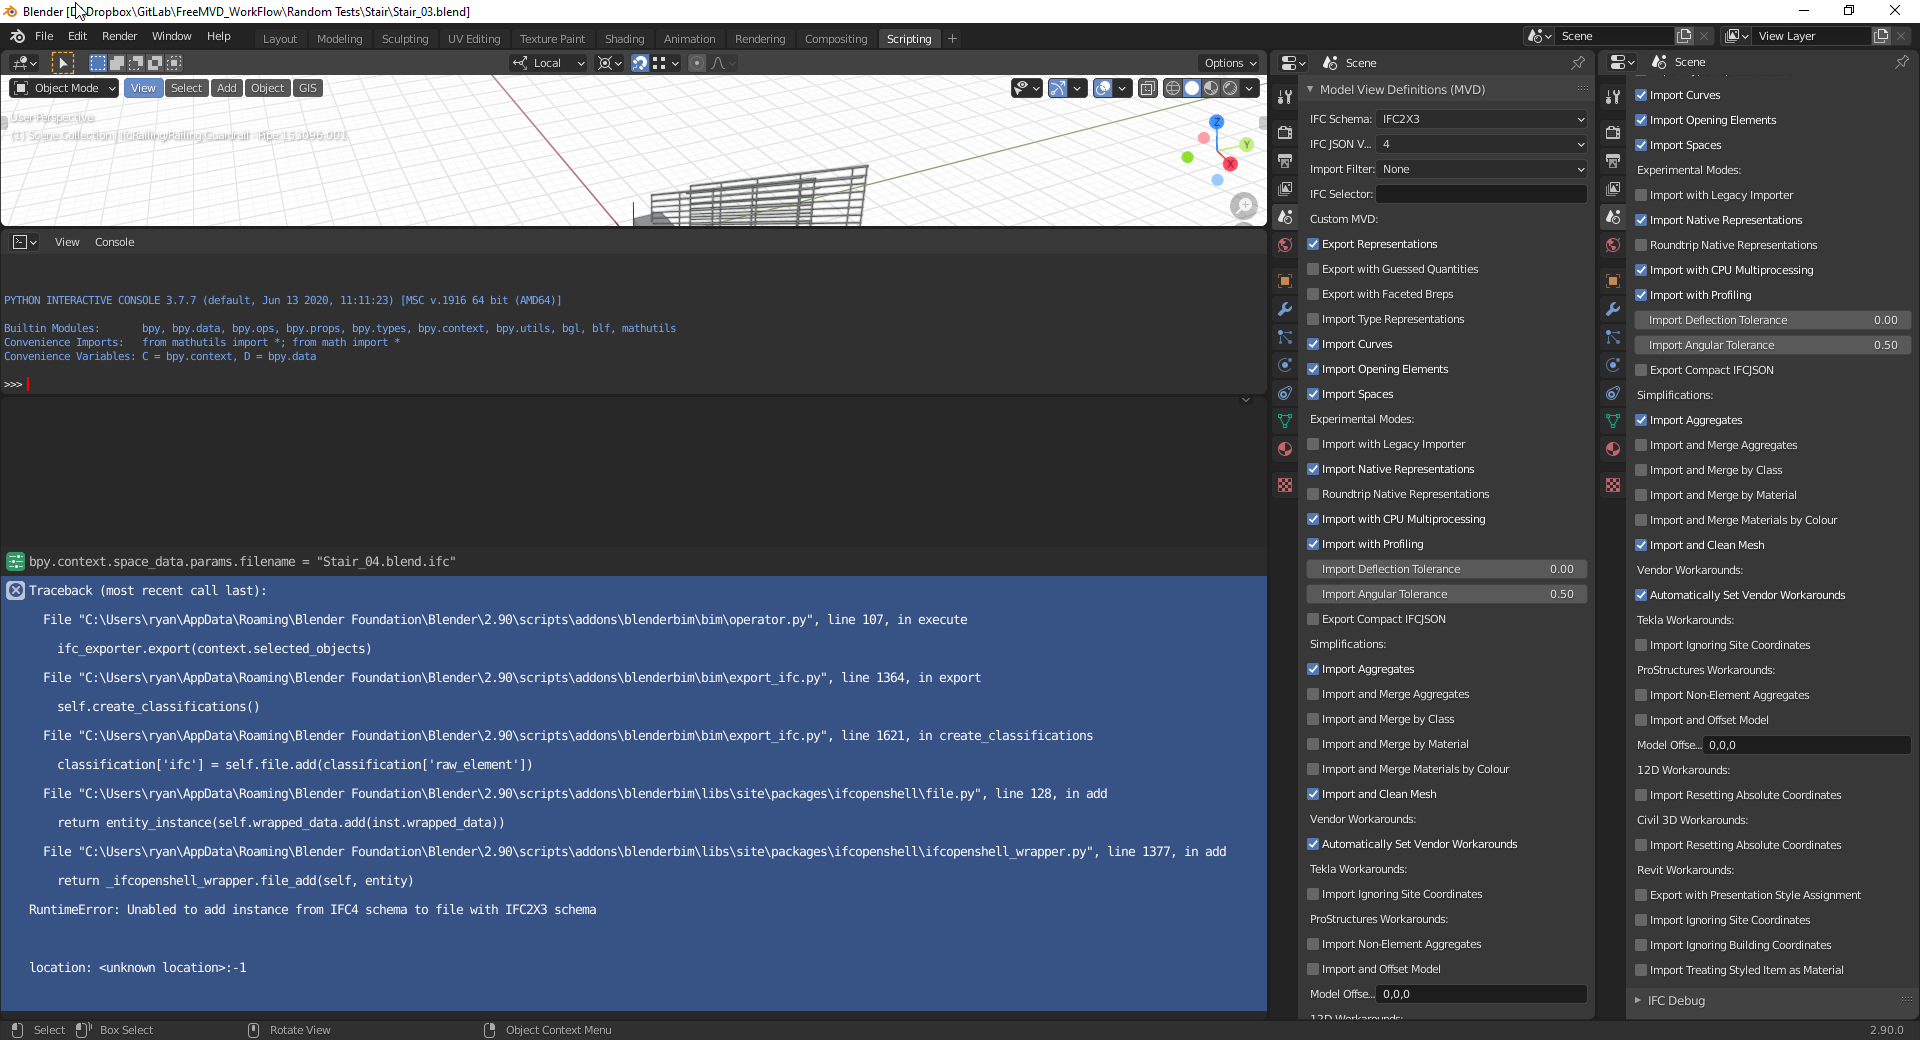 Blender [D:\Dropbox\GitLab\FreeMVD_WorkFlow\Random Tests\Stair\Stair_03.blend]
File Edit Render Window Help Layout Modeling Sculpting UV Editing Texture Paint Shading Animation Rendering Compositing Scripting + Scene View Layer
Local Options
Object Mode View Select Add Object GIS
User Perspective
(1) Scene Collection | IfcRailing/Railing:Guadrail - Pipe:153096.001
Z
Y
X
View Console
PYTHON INTERACTIVE CONSOLE 3.7.7 (default, Jun 13 2020, 11:11:23) [MSC v.1916 64 bit (AMD64)]
Builtin Modules: bpy, bpy.data, bpy.ops, bpy.props, bpy.types, bpy.context, bpy.utils, bgl, blf, mathutils
Convenience Imports: from mathutils import *; from math import *
Convenience Variables: C = bpy.context, D = bpy.data
>>>
bpy.context.space_data.params.filename = "Stair_04.blend.ifc"
Traceback (most recent call last):
File "C:\Users\ryan\AppData\Roaming\Blender Foundation\Blender\2.90\scripts\addons\blenderbim\bim\operator.py", line 107, in execute
ifc_exporter.export(context.selected_objects)
File "C:\Users\ryan\AppData\Roaming\Blender Foundation\Blender\2.90\scripts\addons\blenderbim\bim\export_ifc.py", line 1364, in export
self.create_classifications()
File "C:\Users\ryan\AppData\Roaming\Blender Foundation\Blender\2.90\scripts\addons\blenderbim\bim\export_ifc.py", line 1621, in create_classifications
classification['ifc'] = self.file.add(classification['raw_element'])
File "C:\Users\ryan\AppData\Roaming\Blender Foundation\Blender\2.90\scripts\addons\blenderbim\libs\site\packages\ifcopenshell\file.py", line 128, in add
return entity_instance(self.wrapped_data.add(inst.wrapped_data))
File "C:\Users\ryan\AppData\Roaming\Blender Foundation\Blender\2.90\scripts\addons\blenderbim\libs\site\packages\ifcopenshell\ifcopenshell_wrapper.py", line 1377, in add
return _ifcopenshell_wrapper.file_add(self, entity)
RuntimeError: Unable to add instance from IFC4 schema to file with IFC2X3 schema
location: <unknown location>:-1
Scene
Model View Definitions (MVD)
IFC Schema: IFC2X3
IFC JSON V... 4
Import Filter: None
IFC Selector:
Custom MVD:
Export Representations
Export with Guessed Quantities
Export with Faceted Breps
Import Type Representations
Import Curves
Import Opening Elements
Import Spaces
Experimental Modes:
Import with Legacy Importer
Import Native Representations
Roundtrip Native Representations
Import with CPU Multiprocessing
Import with Profiling
Import Deflection Tolerance 0.00
Import Angular Tolerance 0.50
Export Compact IFCJSON
Simplifications:
Import Aggregates
Import and Merge Aggregates
Import and Merge by Class
Import and Merge by Material
Import and Merge Materials by Colour
Import and Clean Mesh
Vendor Workarounds:
Automatically Set Vendor Workarounds
Tekla Workarounds:
Import Ignoring Site Coordinates
ProStructures Workarounds:
Import Non-Element Aggregates
Import and Offset Model
Model Offse... 0,0,0
12D Workarounds:
Scene
Import Curves
Import Opening Elements
Import Spaces
Experimental Modes:
Import with Legacy Importer
Import Native Representations
Roundtrip Native Representations
Import with CPU Multiprocessing
Import with Profiling
Import Deflection Tolerance 0.00
Import Angular Tolerance 0.50
Export Compact IFCJSON
Simplifications:
Import Aggregates
Import and Merge Aggregates
Import and Merge by Class
Import and Merge by Material
Import and Merge Materials by Colour
Import and Clean Mesh
Vendor Workarounds:
Automatically Set Vendor Workarounds
Tekla Workarounds:
Import Ignoring Site Coordinates
ProStructures Workarounds:
Import Non-Element Aggregates
Import and Offset Model
Model Offse... 0,0,0
12D Workarounds:
Import Resetting Absolute Coordinates
Civil 3D Workarounds:
Import Resetting Absolute Coordinates
Revit Workarounds:
Export with Presentation Style Assignment
Import Ignoring Site Coordinates
Import Ignoring Building Coordinates
Import Treating Styled Item as Material
IFC Debug
Select Box Select Rotate View Object Context Menu 2.90.0